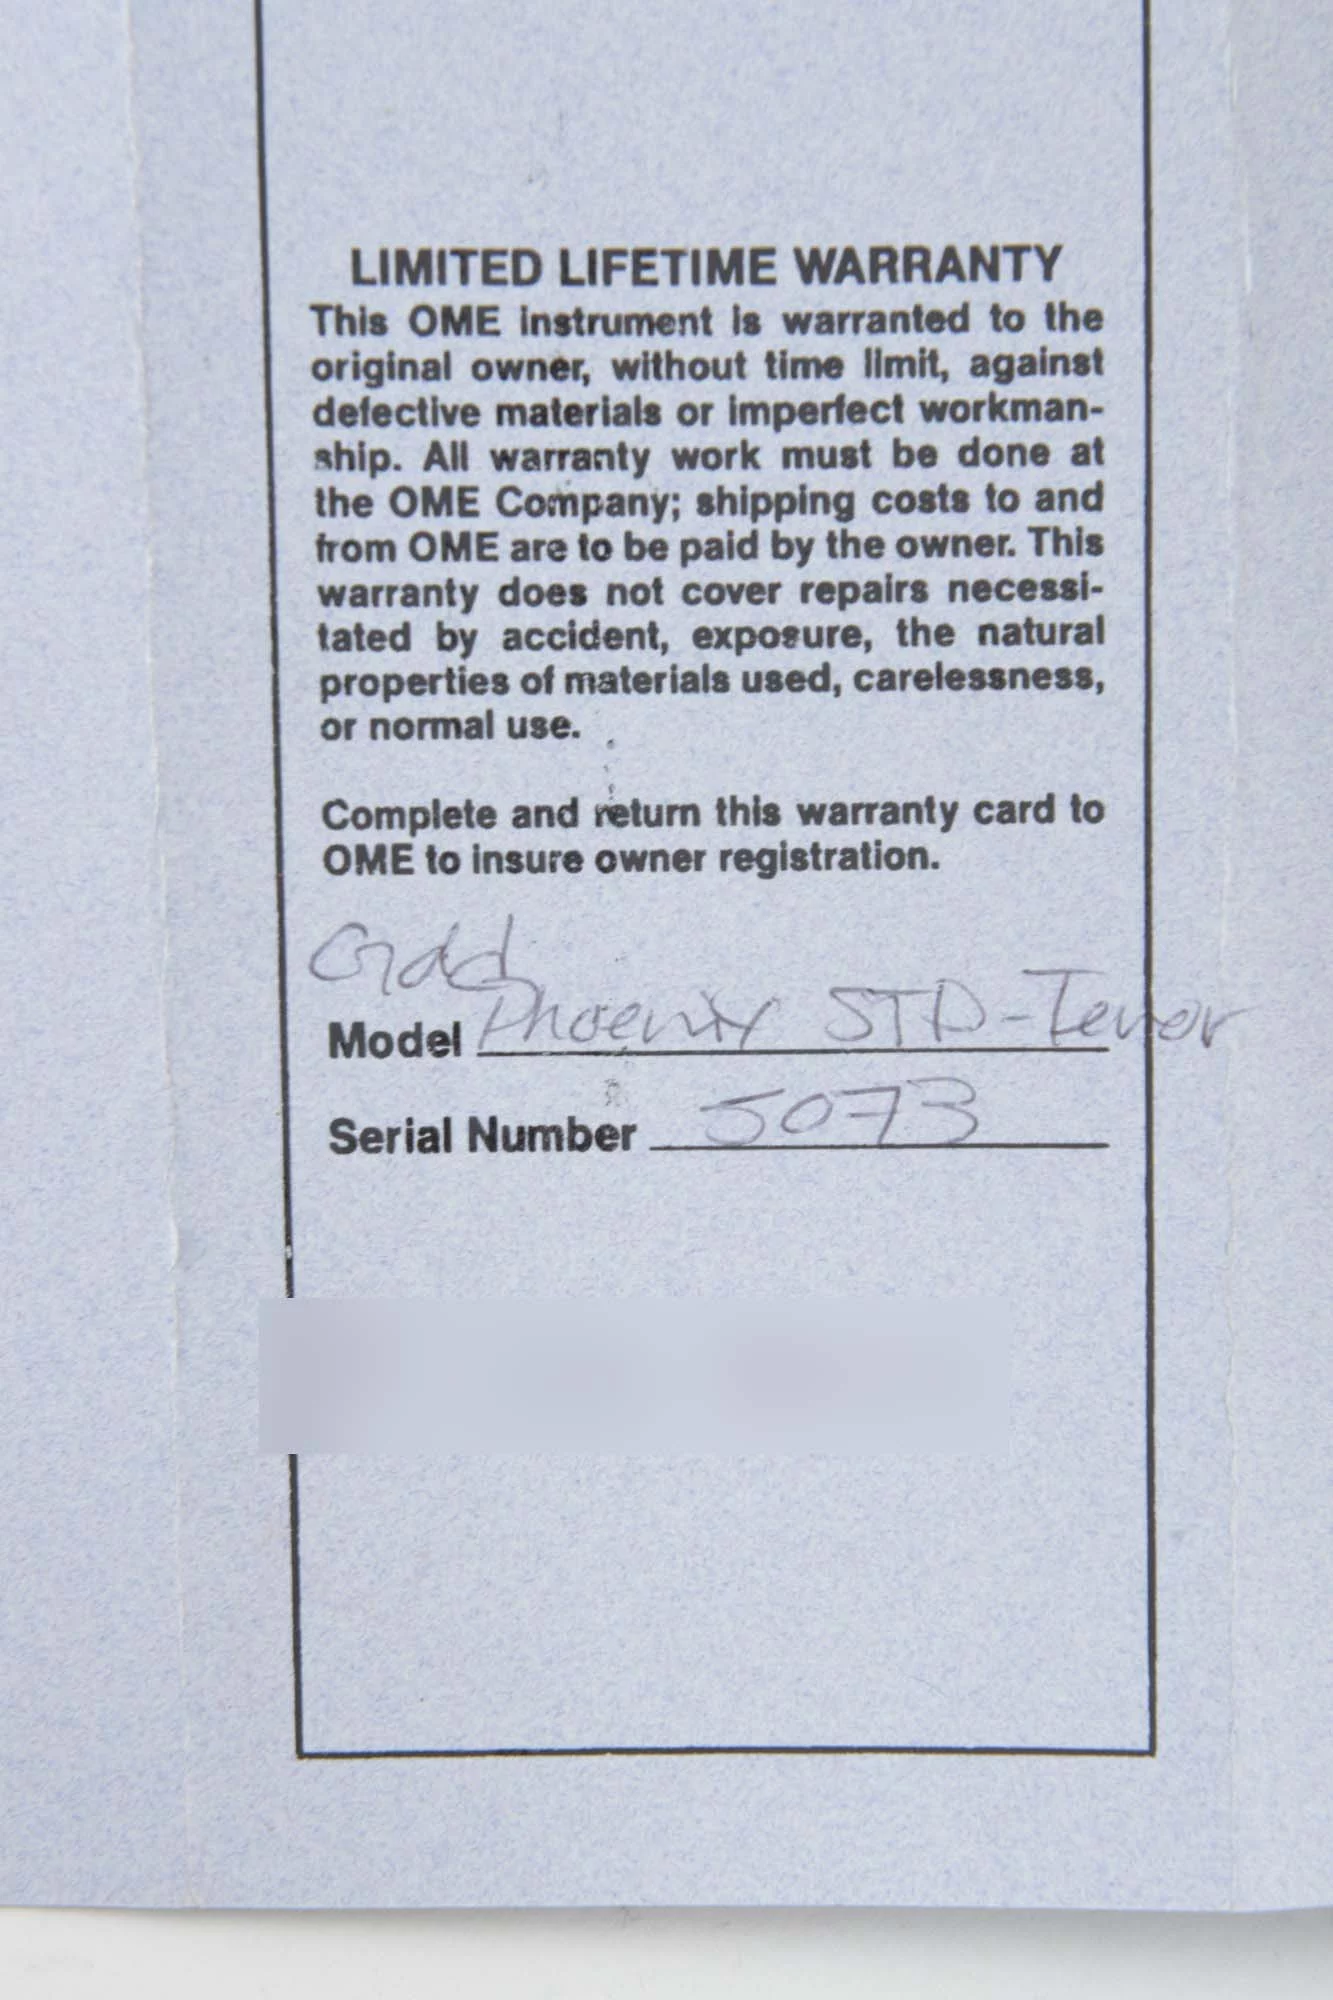 LIMITED LIFETIME WARRANTY
This OME instrument is warranted to the
original owner, without time limit, against
defective materials or imperfect workman-
ship. All warranty work must be done at
the OME Company; shipping costs to and
from OME are to be paid by the owner. This
warranty does not cover repairs necessi-
tated by accident, exposure, the natural
properties of materials used, carelessness,
or normal use.
Complete and return this warranty card to
OME to insure owner registration.
Gold
Model Phoenix STD-Tenor
Serial Number 5073